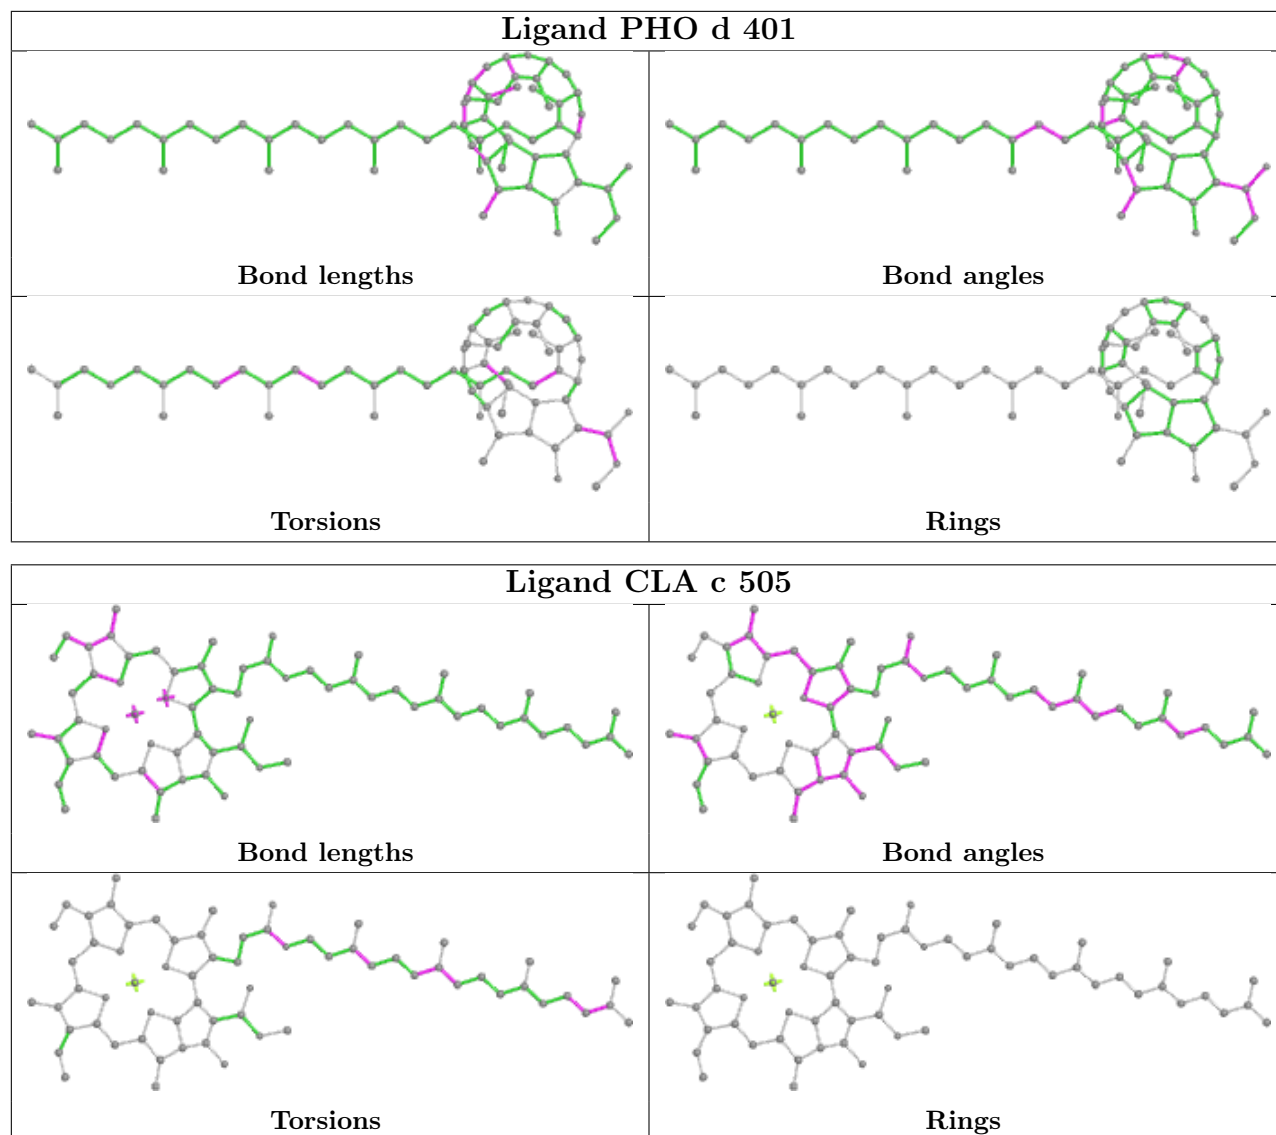 Ligand PHO d 401
Bond lengths
Bond angles
Torsions
Rings
Ligand CLA c 505
Bond lengths
Bond angles
Torsions
Rings